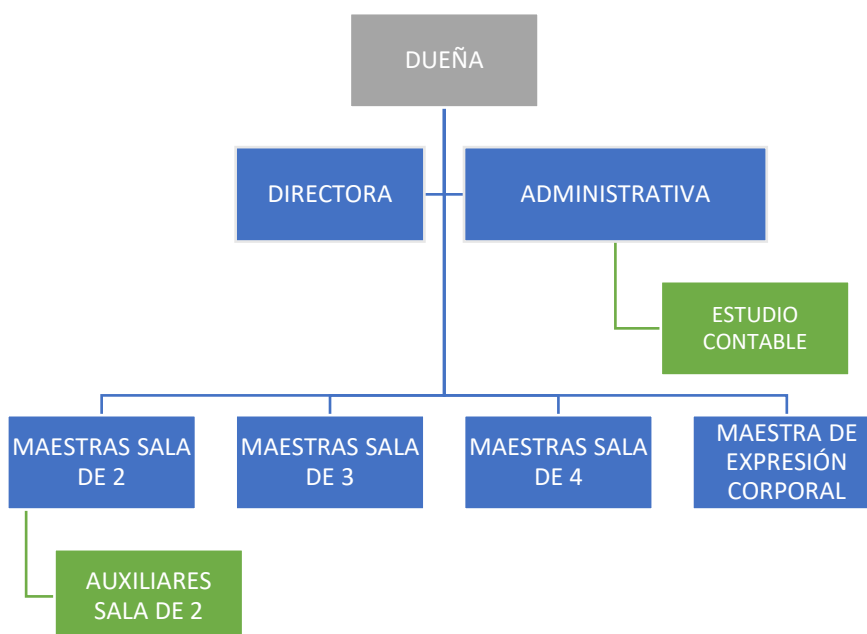 DUEÑA
DIRECTORA
ADMINISTRATIVA
ESTUDIO
CONTABLE
MAESTRAS SALA
DE 2
MAESTRAS SALA
DE 3
MAESTRAS SALA
DE 4
MAESTRA DE
EXPRESIÓN
CORPORAL
AUXILIARES
SALA DE 2